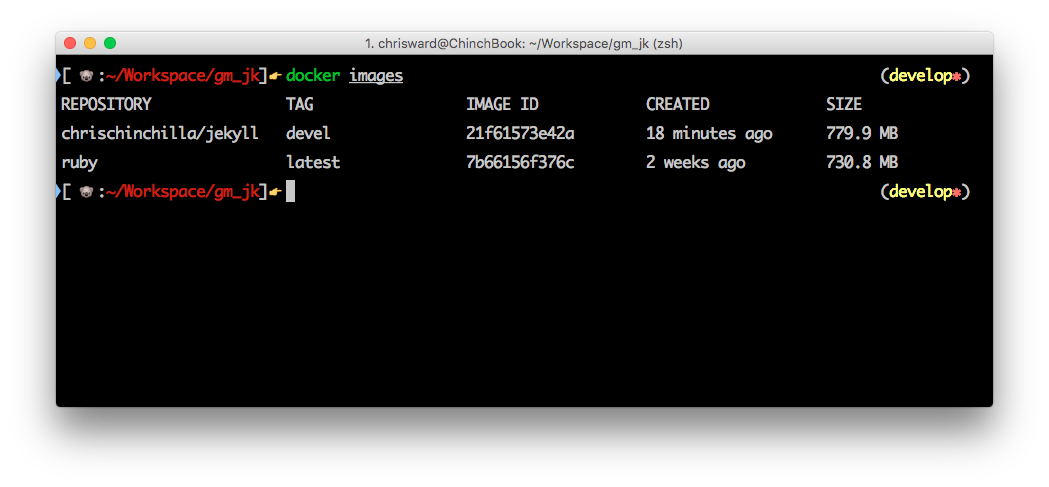 1. chrisward@ChinchBook: ~/Workspace/gm_jk (zsh)
[ 🐨 :~/Workspace/gm_jk]👉 docker images (develop*)
REPOSITORY TAG IMAGE ID CREATED SIZE
chrischinchilla/jekyll devel 21f61573e42a 18 minutes ago 779.9 MB
ruby latest 7b66156f376c 2 weeks ago 730.8 MB
[ 🐨 :~/Workspace/gm_jk]👉 (develop*)